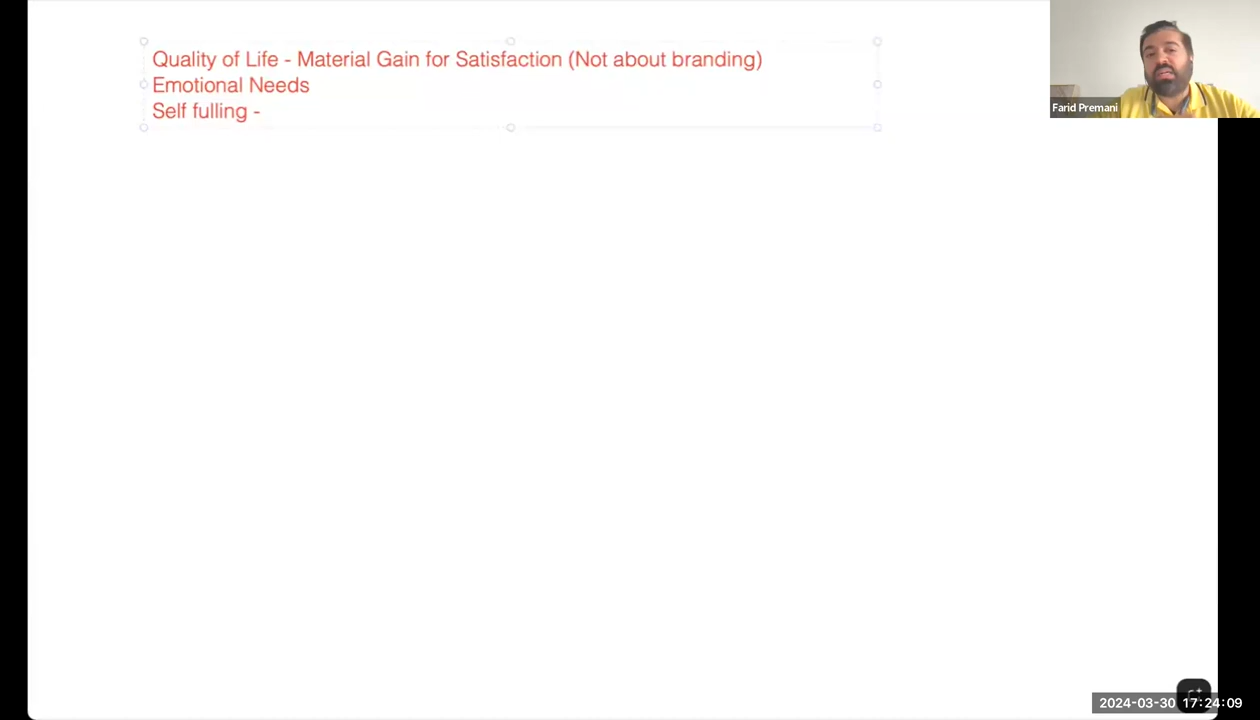 Quality of Life - Material Gain for Satisfaction (Not about branding)
Emotional Needs
Self fulling -
Farid Premani
2024-03-30 17:24:09